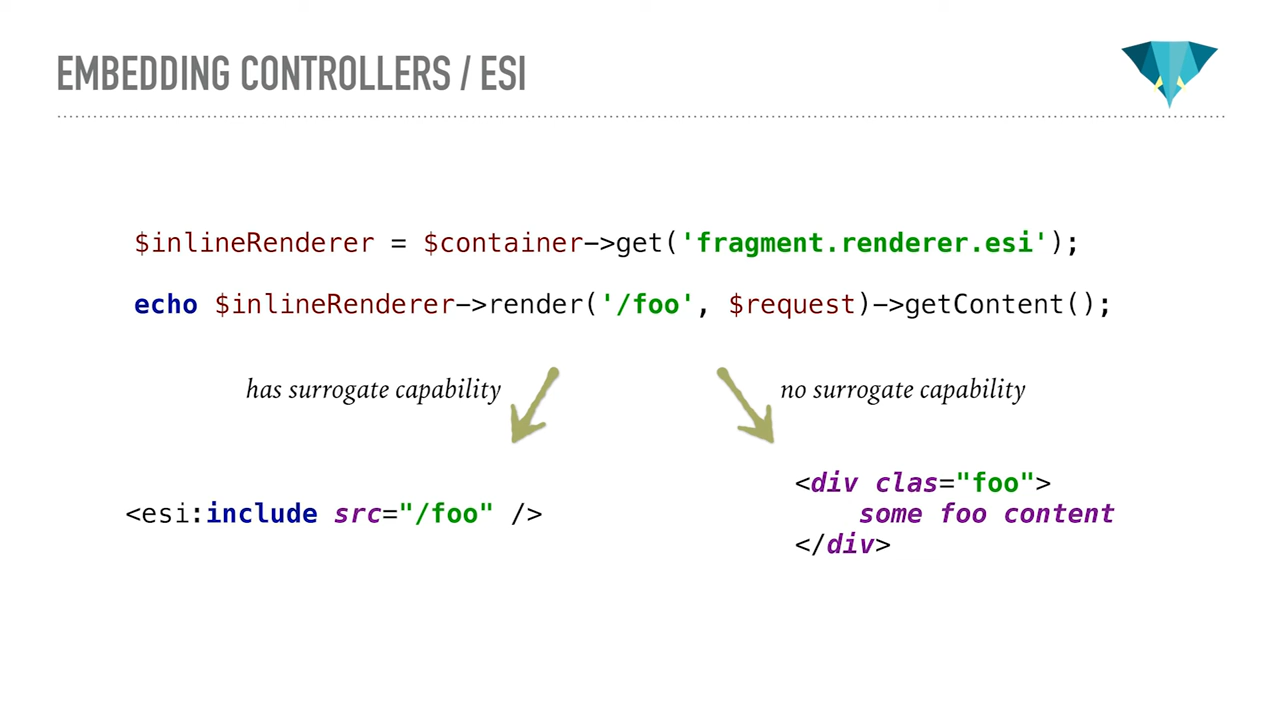 EMBEDDING CONTROLLERS / ESI
$inlineRenderer = $container->get('fragment.renderer.esi');
echo $inlineRenderer->render('/foo', $request)->getContent();
has surrogate capability
no surrogate capability
<esi:include src="/foo" />
<div clas="foo">
some foo content
</div>